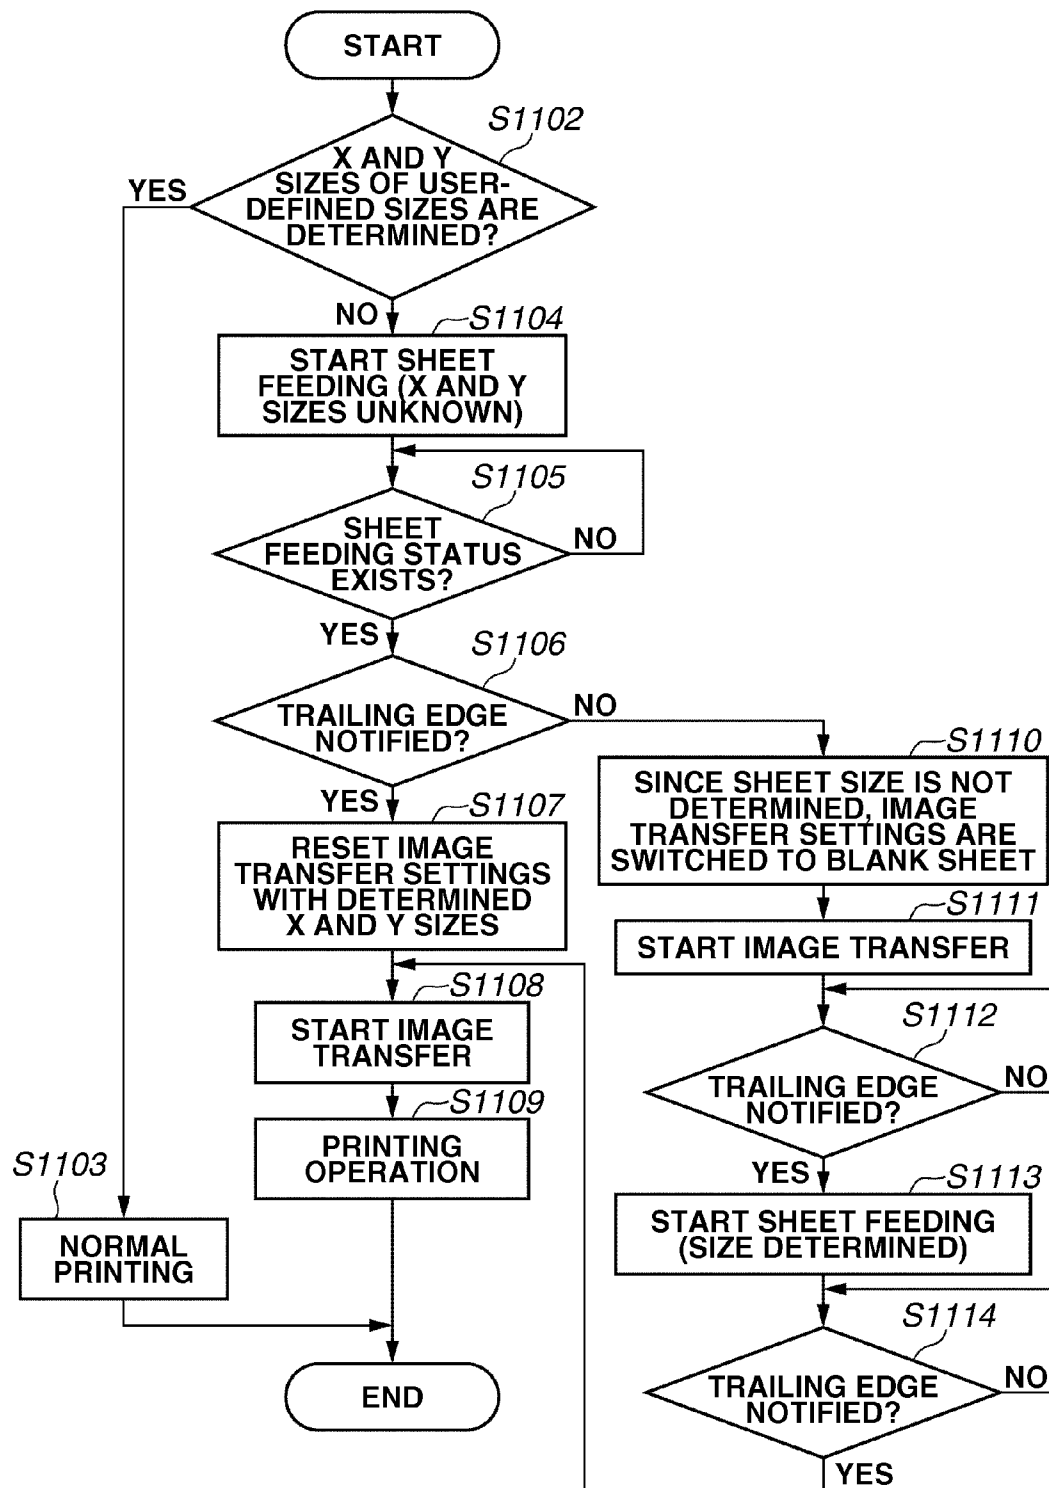 START
S1102
X AND Y
SIZES OF USER-
DEFINED SIZES ARE
DETERMINED?
YES
NO
S1104
START SHEET
FEEDING (X AND Y
SIZES UNKNOWN)
S1105
SHEET
FEEDING STATUS
EXISTS?
NO
YES
S1106
TRAILING EDGE
NOTIFIED?
NO
YES
S1107
RESET IMAGE
TRANSFER SETTINGS
WITH DETERMINED
X AND Y SIZES
S1108
START IMAGE
TRANSFER
S1109
PRINTING
OPERATION
S1103
NORMAL
PRINTING
END
S1110
SINCE SHEET SIZE IS NOT
DETERMINED, IMAGE
TRANSFER SETTINGS ARE
SWITCHED TO BLANK SHEET
S1111
START IMAGE TRANSFER
S1112
TRAILING EDGE
NOTIFIED?
NO
YES
S1113
START SHEET FEEDING
(SIZE DETERMINED)
S1114
TRAILING EDGE
NOTIFIED?
NO
YES